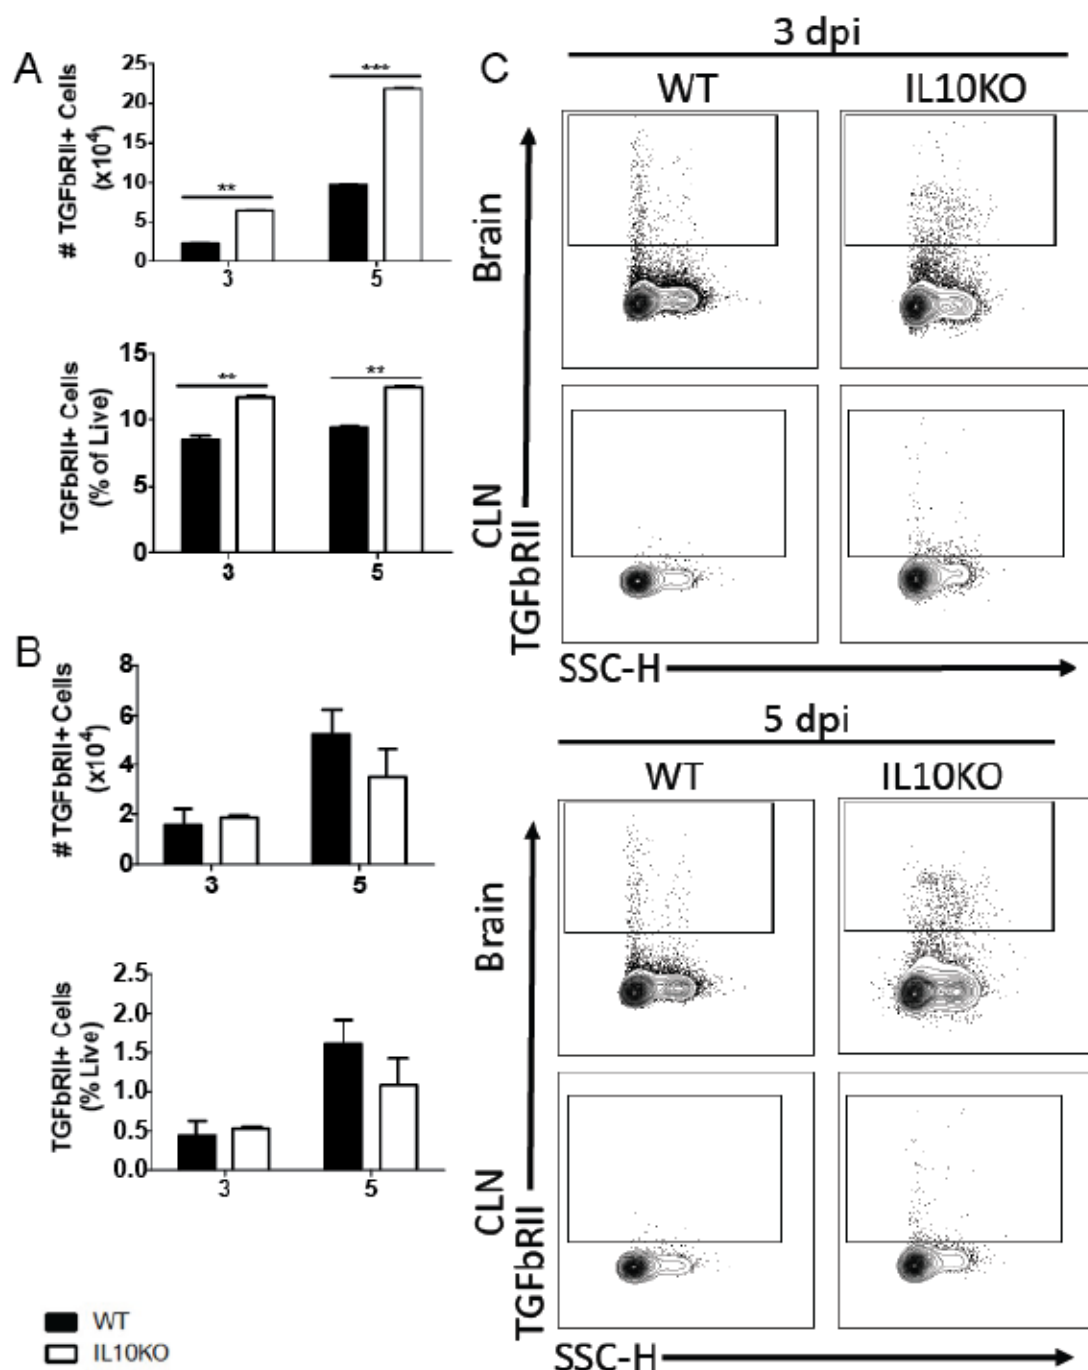 A
# TGFbRII+ Cells
(x10⁴)
25
20
15
10
5
0
**
***
3
5
TGFbRII+ Cells
(% of Live)
15
10
5
0
**
**
3
5
B
# TGFbRII+ Cells
(x10⁴)
8
6
4
2
0
3
5
TGFbRII+ Cells
(% Live)
2.5
2.0
1.5
1.0
0.5
0.0
3
5
WT
IL10KO
C
3 dpi
WT
IL10KO
Brain
CLN
TGFbRII
SSC-H
5 dpi
WT
IL10KO
Brain
CLN
TGFbRII
SSC-H